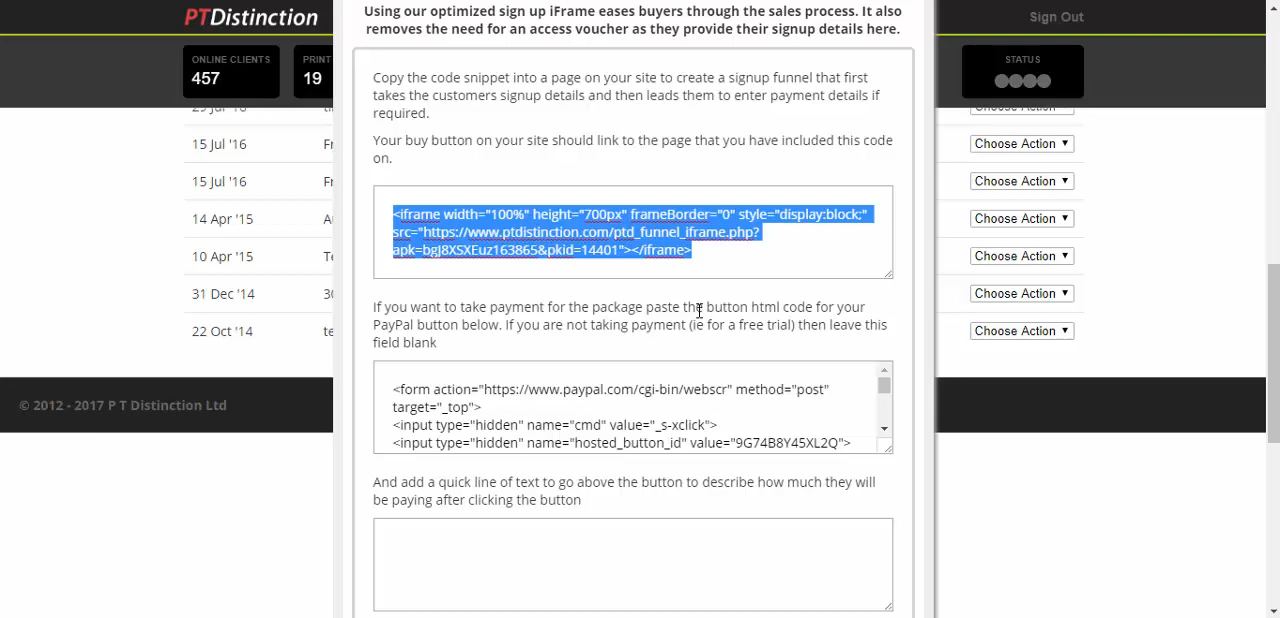 PTDistinction
Sign Out
ONLINE CLIENTS
457
PRINT
19
STATUS
Using our optimized sign up iFrame eases buyers through the sales process. It also
removes the need for an access voucher as they provide their signup details here.
Copy the code snippet into a page on your site to create a signup funnel that first
takes the customers signup details and then leads them to enter payment details if
required.
Your buy button on your site should link to the page that you have included this code
on.
<iframe width="100%" height="700px" frameBorder="0" style="display:block;"
src="https://www.ptdistinction.com/ptd_funnel_iframe.php?
apk=bgJ8XSXEuz163865&pkid=14401"></iframe>
If you want to take payment for the package paste the button html code for your
PayPal button below. If you are not taking payment (ie for a free trial) then leave this
field blank
<form action="https://www.paypal.com/cgi-bin/webscr" method="post"
target="_top">
<input type="hidden" name="cmd" value="_s-xclick">
<input type="hidden" name="hosted_button_id" value="9G74B8Y45XL2Q">
And add a quick line of text to go above the button to describe how much they will
be paying after clicking the button
Choose Action
15 Jul '16 Fr Choose Action
15 Jul '16 Fr Choose Action
14 Apr '15 Choose Action
10 Apr '15 Te Choose Action
31 Dec '14 30 Choose Action
22 Oct '14 te Choose Action
© 2012 - 2017 P T Distinction Ltd